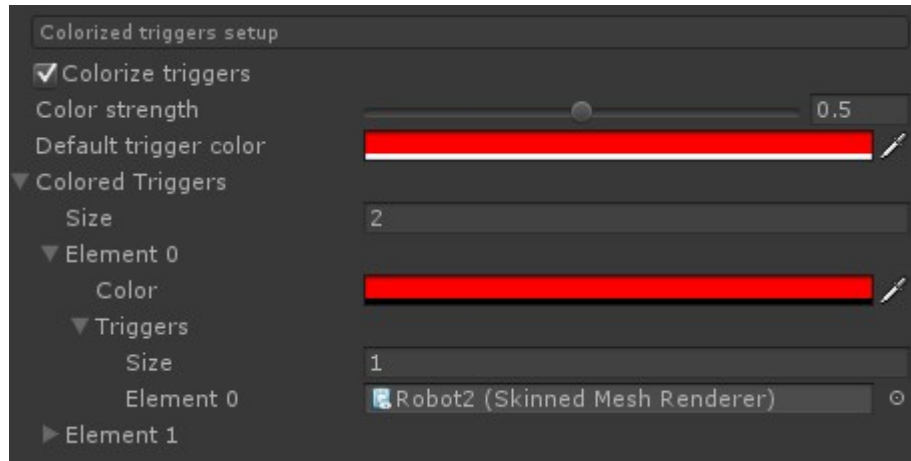 Colorized triggers setup
Colorize triggers
Color strength 0.5
Default trigger color
Colored Triggers
Size 2
Element 0
Color
Triggers
Size 1
Element 0 Robot2 (Skinned Mesh Renderer)
Element 1